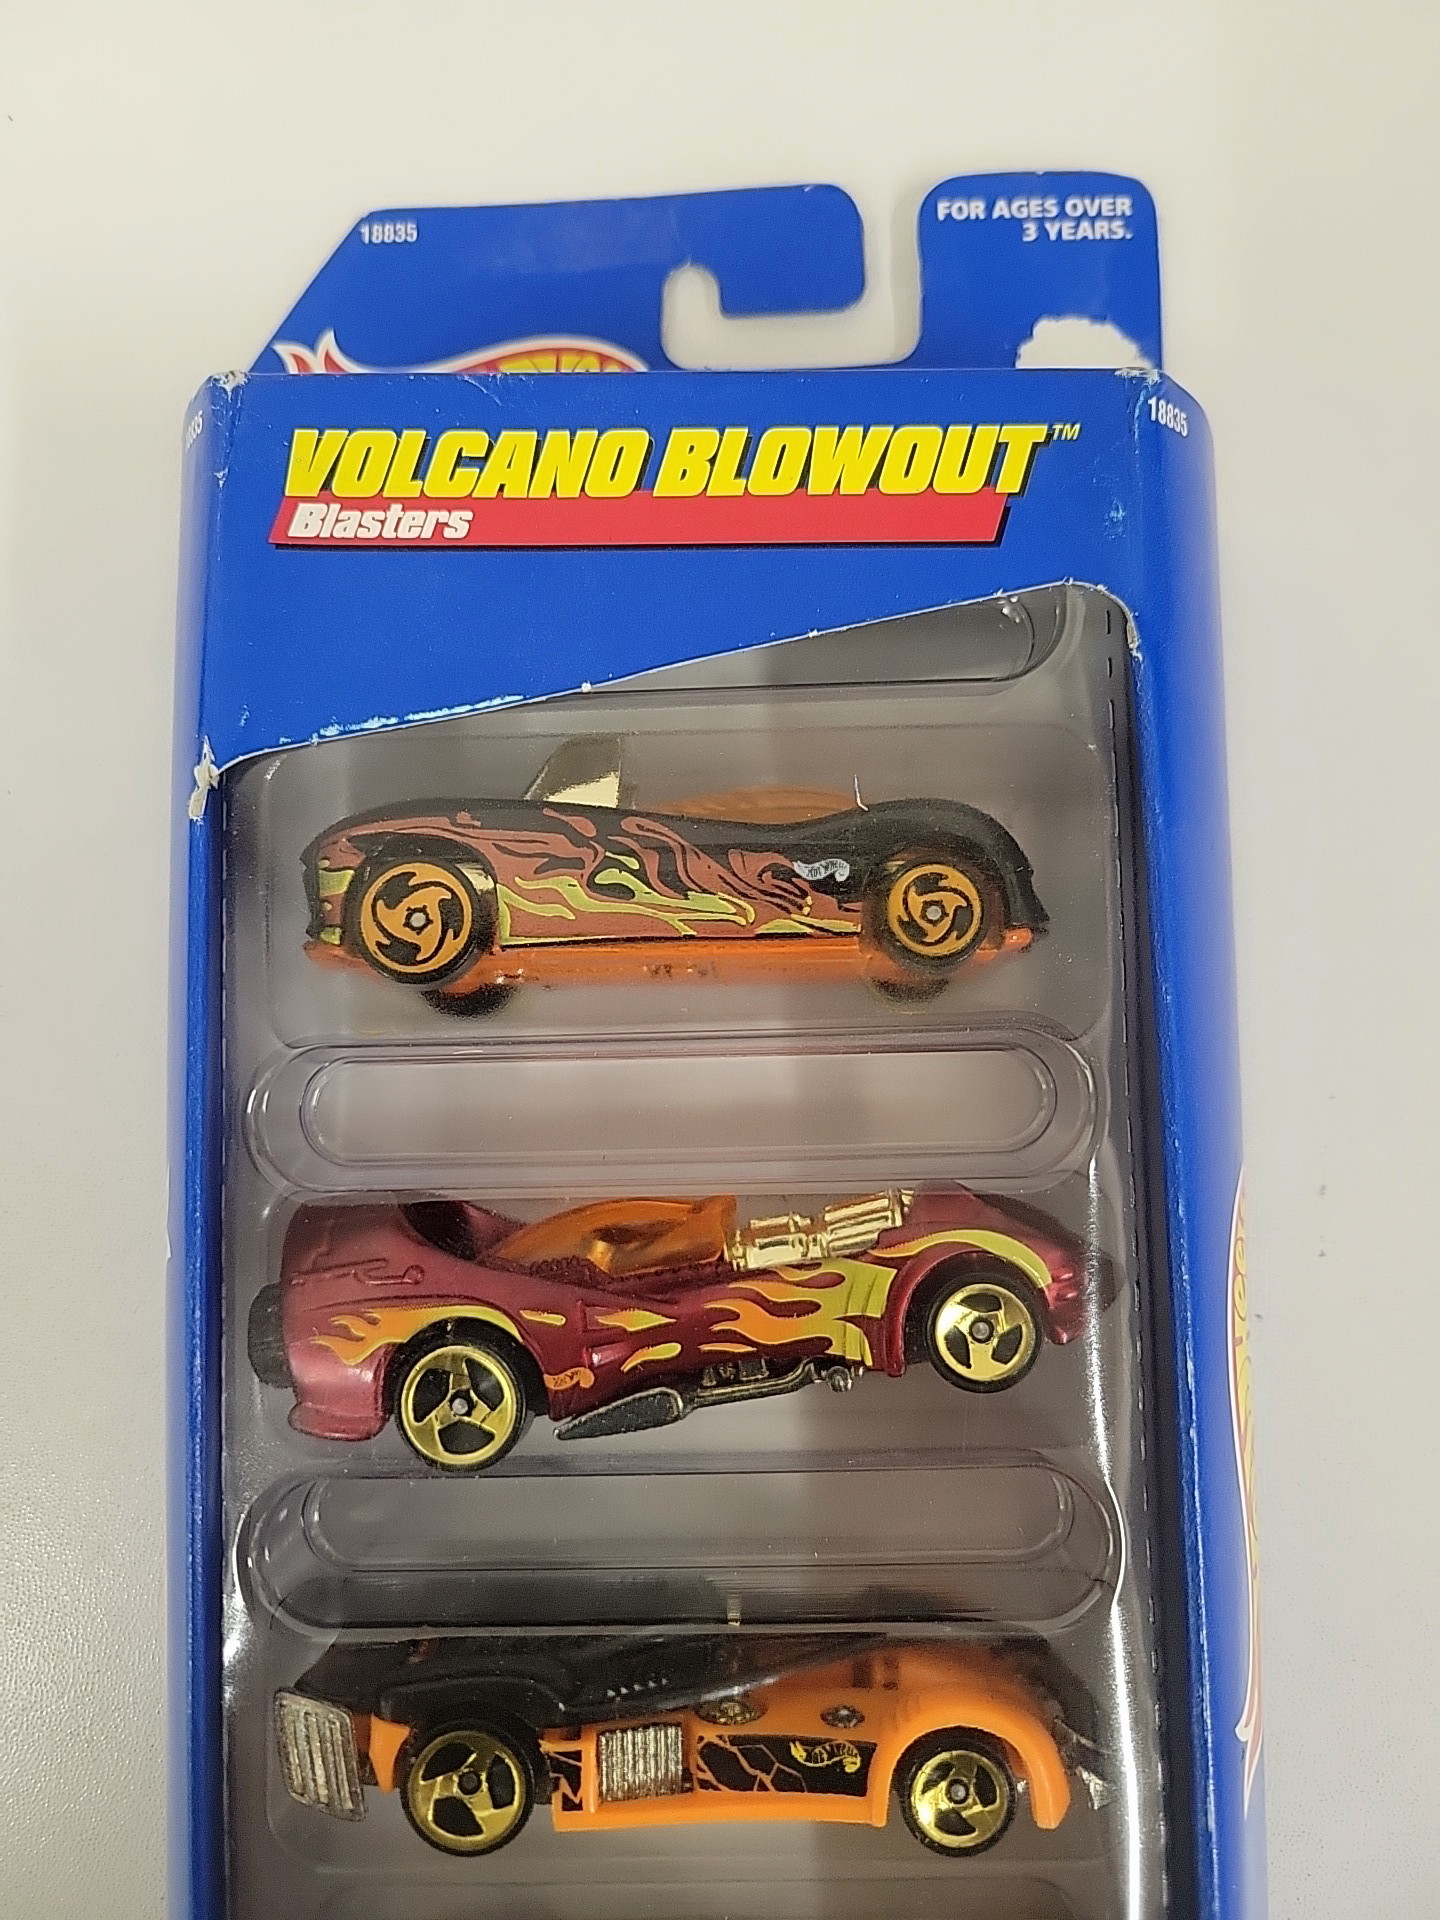 18835
FOR AGES OVER
3 YEARS.
18835
VOLCANO BLOWOUT™
Blasters